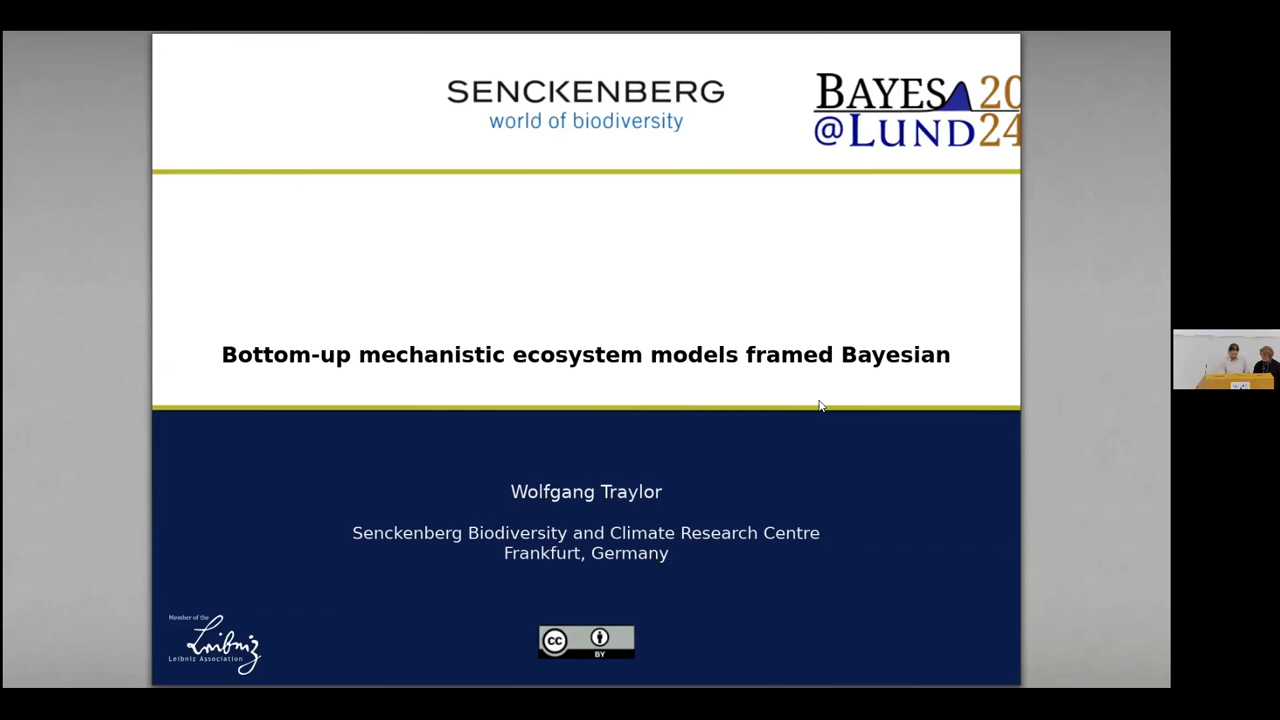 SENCKENBERG
world of biodiversity
BAYES 20
@LUND 24
Bottom-up mechanistic ecosystem models framed Bayesian
Wolfgang Traylor
Senckenberg Biodiversity and Climate Research Centre
Frankfurt, Germany
Member of the
Leibniz
Leibniz Association
CC
BY